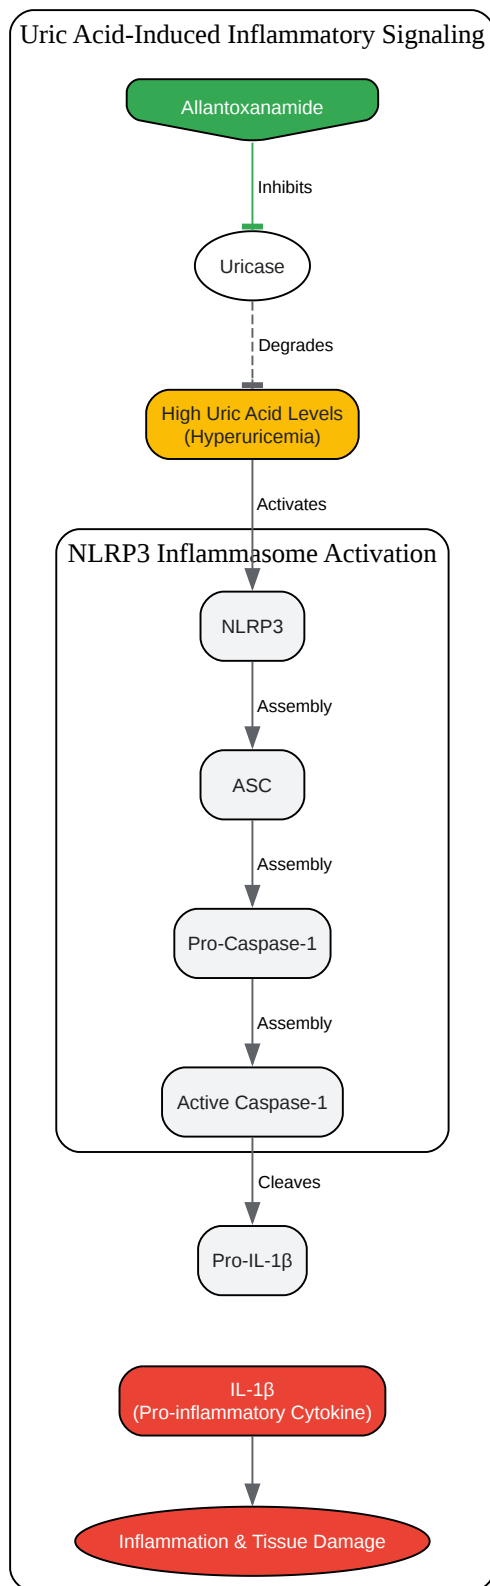 Uric Acid-Induced Inflammatory Signaling
Allantoxanamide
Inhibits
Uricase
Degrades
High Uric Acid Levels
(Hyperuricemia)
Activates
NLRP3 Inflammasome Activation
NLRP3
Assembly
ASC
Assembly
Pro-Caspase-1
Assembly
Active Caspase-1
Cleaves
Pro-IL-1β
IL-1β
(Pro-inflammatory Cytokine)
Inflammation & Tissue Damage